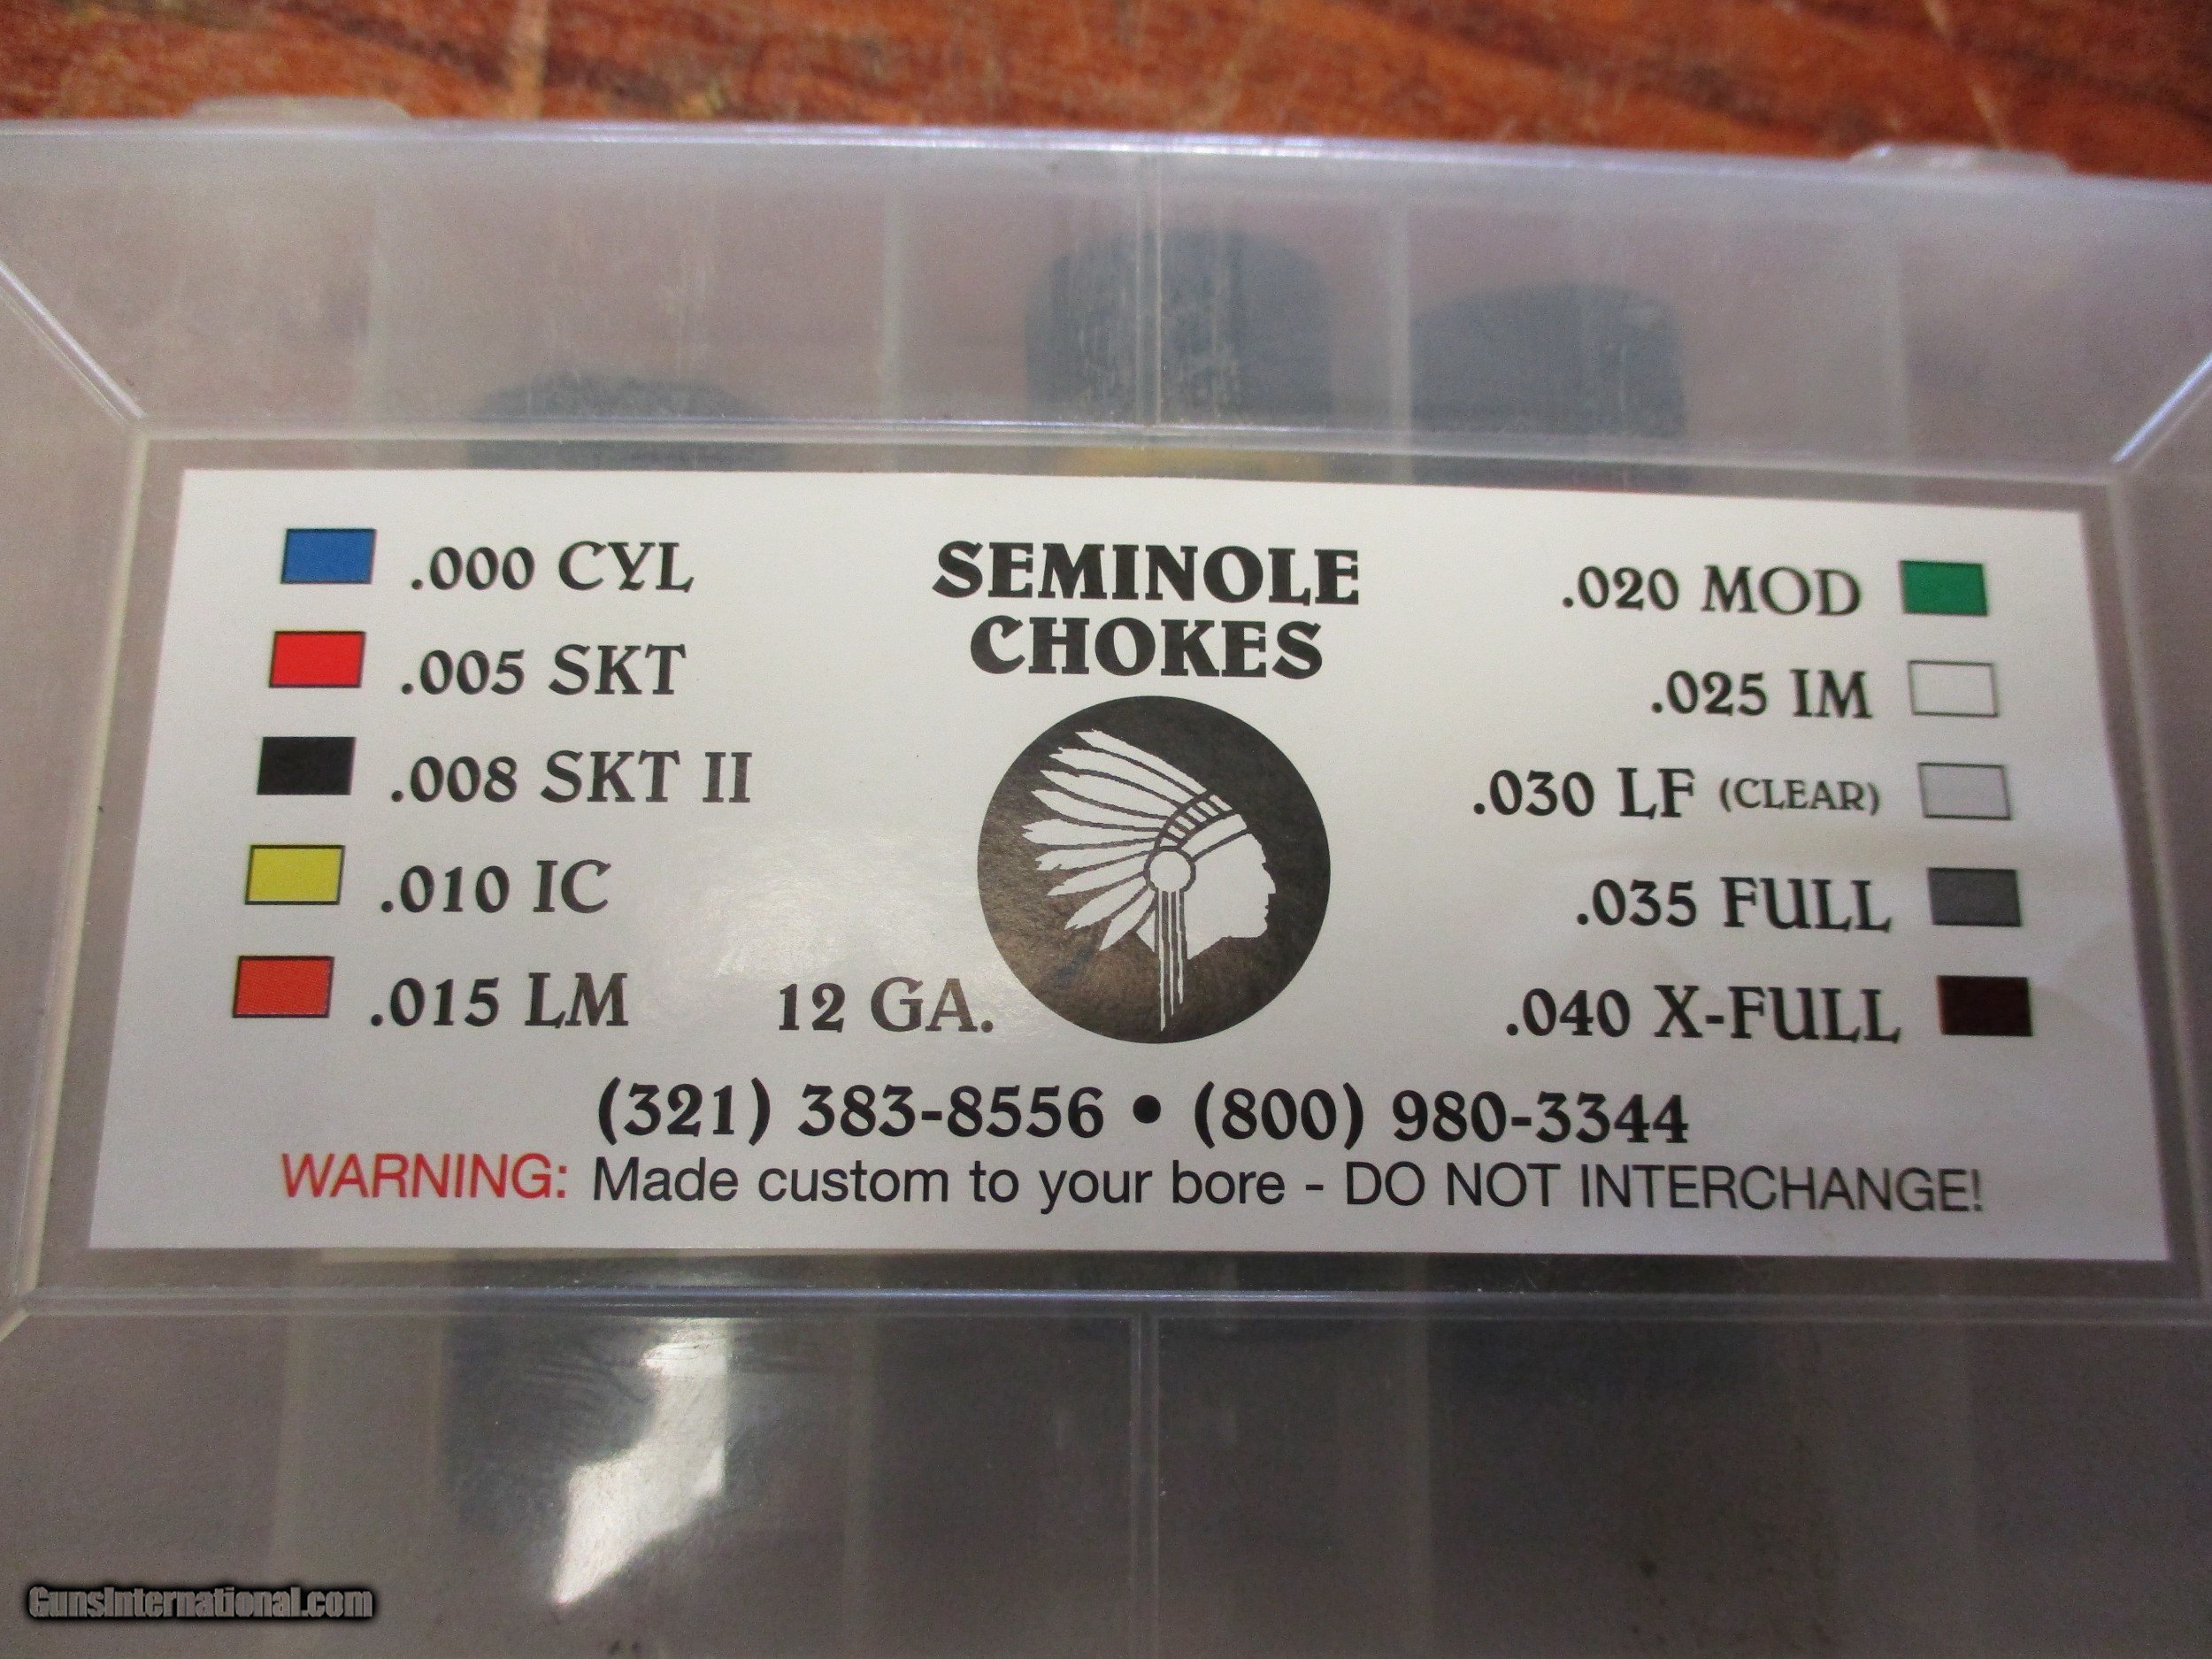 SEMINOLE
CHOKES
.000 CYL
.005 SKT
.008 SKT II
.010 IC
.015 LM
12 GA.
.020 MOD
.025 IM
.030 LF (CLEAR)
.035 FULL
.040 X-FULL
(321) 383-8556 • (800) 980-3344
WARNING: Made custom to your bore - DO NOT INTERCHANGE!
GunsInternational.com